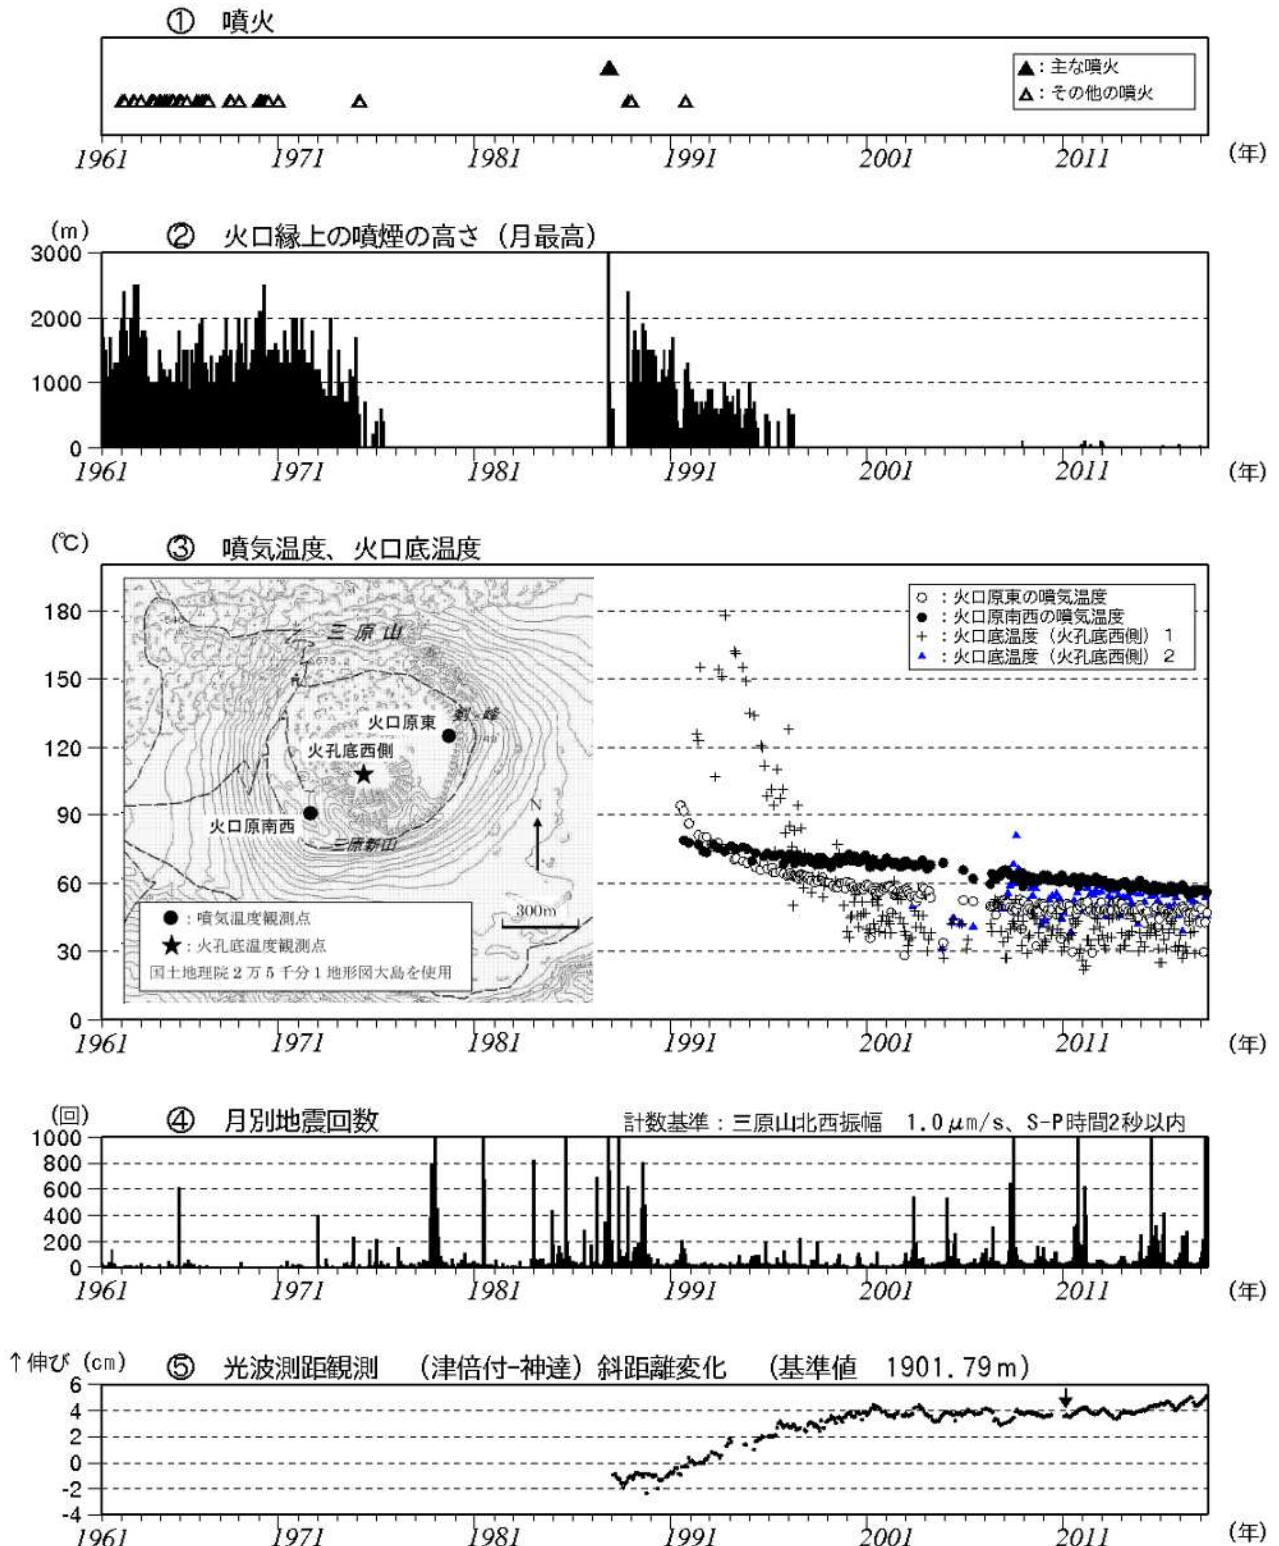 ① 噴火
▲：主な噴火
△：その他の噴火
1961 1971 1981 1991 2001 2011 (年)
(m) ② 火口縁上の噴煙の高さ（月最高）
3000
2000
1000
0
1961 1971 1981 1991 2001 2011 (年)
(℃) ③ 噴気温度、火口底温度
180
150
120
90
60
30
0
○：火口原東の噴気温度
●：火口原南西の噴気温度
+：火口底温度（火孔底西側）1
▲：火口底温度（火孔底西側）2
三原山
火口原東
剣ヶ峰
火孔底西側
火口原南西
三原新山
N
300m
●：噴気温度観測点
★：火孔底温度観測点
国土地理院2万5千分1地形図大島を使用
1961 1971 1981 1991 2001 2011 (年)
(回) ④ 月別地震回数 計数基準：三原山北西振幅 1.0μm/s、S-P時間2秒以内
1000
800
600
400
200
0
1961 1971 1981 1991 2001 2011 (年)
↑伸び (cm) ⑤ 光波測距観測 （津倍付-神達）斜距離変化 （基準値 1901.79m）
6
4
2
0
-2
-4
1961 1971 1981 1991 2001 2011 (年)